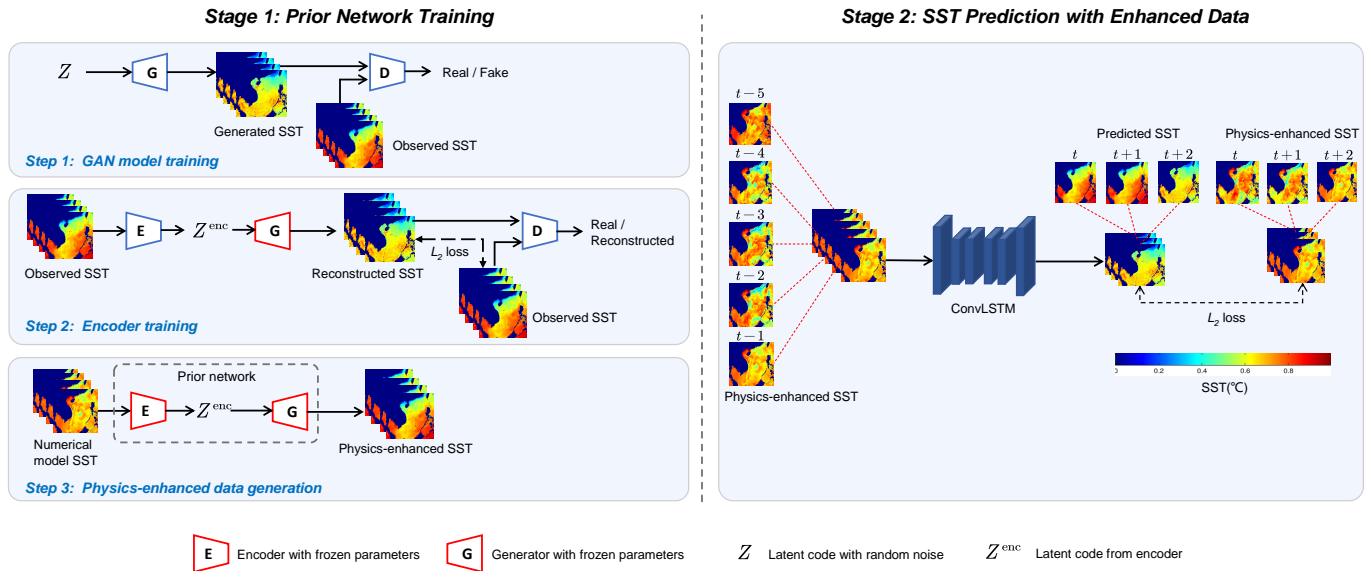 Stage 1: Prior Network Training
Z
G
D
Real / Fake
Generated SST
Observed SST
Step 1: GAN model training
E
Z^enc
G
D
Real /
Reconstructed
L2 loss
Observed SST
Reconstructed SST
Observed SST
Step 2: Encoder training
Prior network
E
Z^enc
G
Numerical
model SST
Physics-enhanced SST
Step 3: Physics-enhanced data generation
Stage 2: SST Prediction with Enhanced Data
t − 5
t − 4
t − 3
t − 2
t − 1
Physics-enhanced SST
ConvLSTM
Predicted SST
t
t + 1
t + 2
Physics-enhanced SST
t
t + 1
t + 2
L2 loss
0 0.2 0.4 0.6 0.8
SST(℃)
E Encoder with frozen parameters
G Generator with frozen parameters
Z Latent code with random noise
Z^enc Latent code from encoder